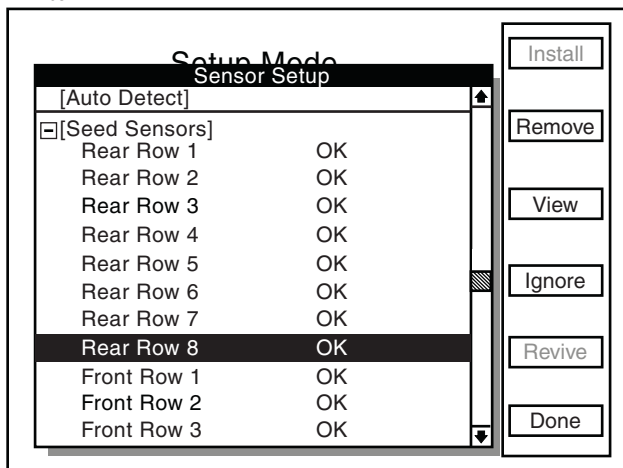 Setup Mode
Sensor Setup
[Auto Detect]
[Seed Sensors]
Rear Row 1 OK
Rear Row 2 OK
Rear Row 3 OK
Rear Row 4 OK
Rear Row 5 OK
Rear Row 6 OK
Rear Row 7 OK
Rear Row 8 OK
Front Row 1 OK
Front Row 2 OK
Front Row 3 OK
Install
Remove
View
Ignore
Revive
Done